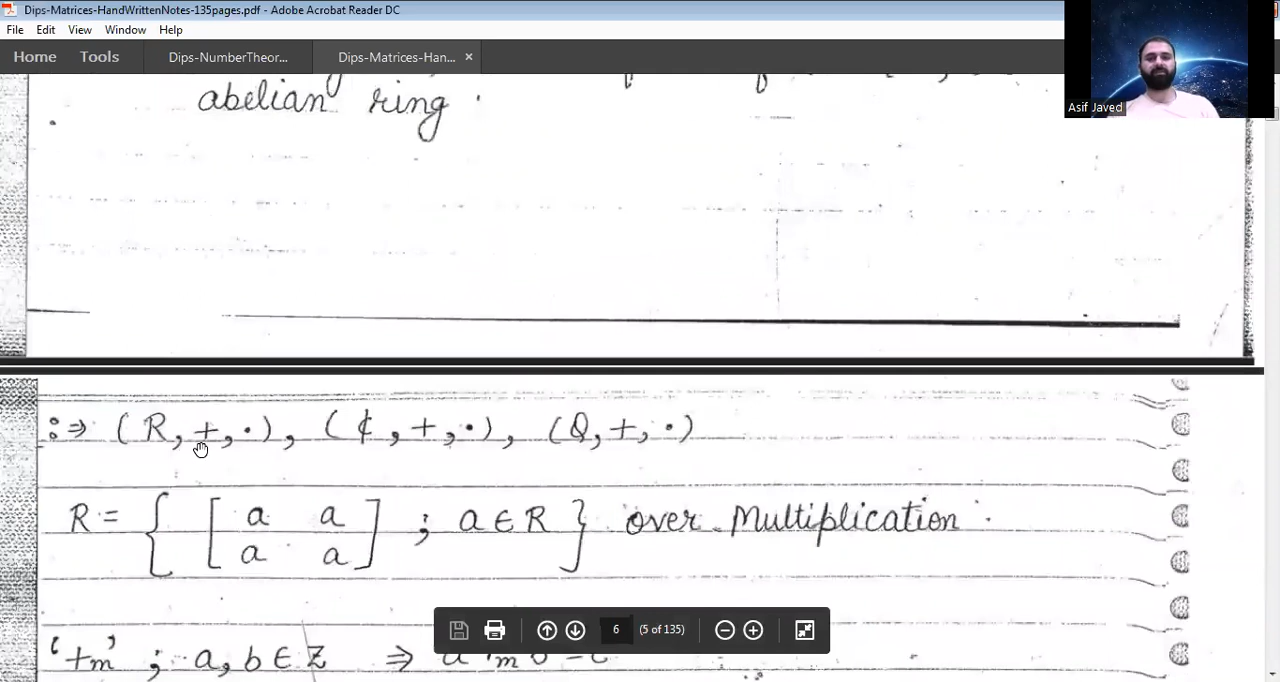 Dips-Matrices-HandWrittenNotes-135pages.pdf - Adobe Acrobat Reader DC
File Edit View Window Help
Home Tools Dips-NumberTheor... Dips-Matrices-Han... ×
Asif Javed
abelian ring .
:⇒ (R, +, ·), (₵, +, ·), (Q, +, ·)
R = { [ a a ; a ∈ R } over Multiplication .
a a ]
'+m' ; a, b ∈ Z ⇒ a
6 (5 of 135)